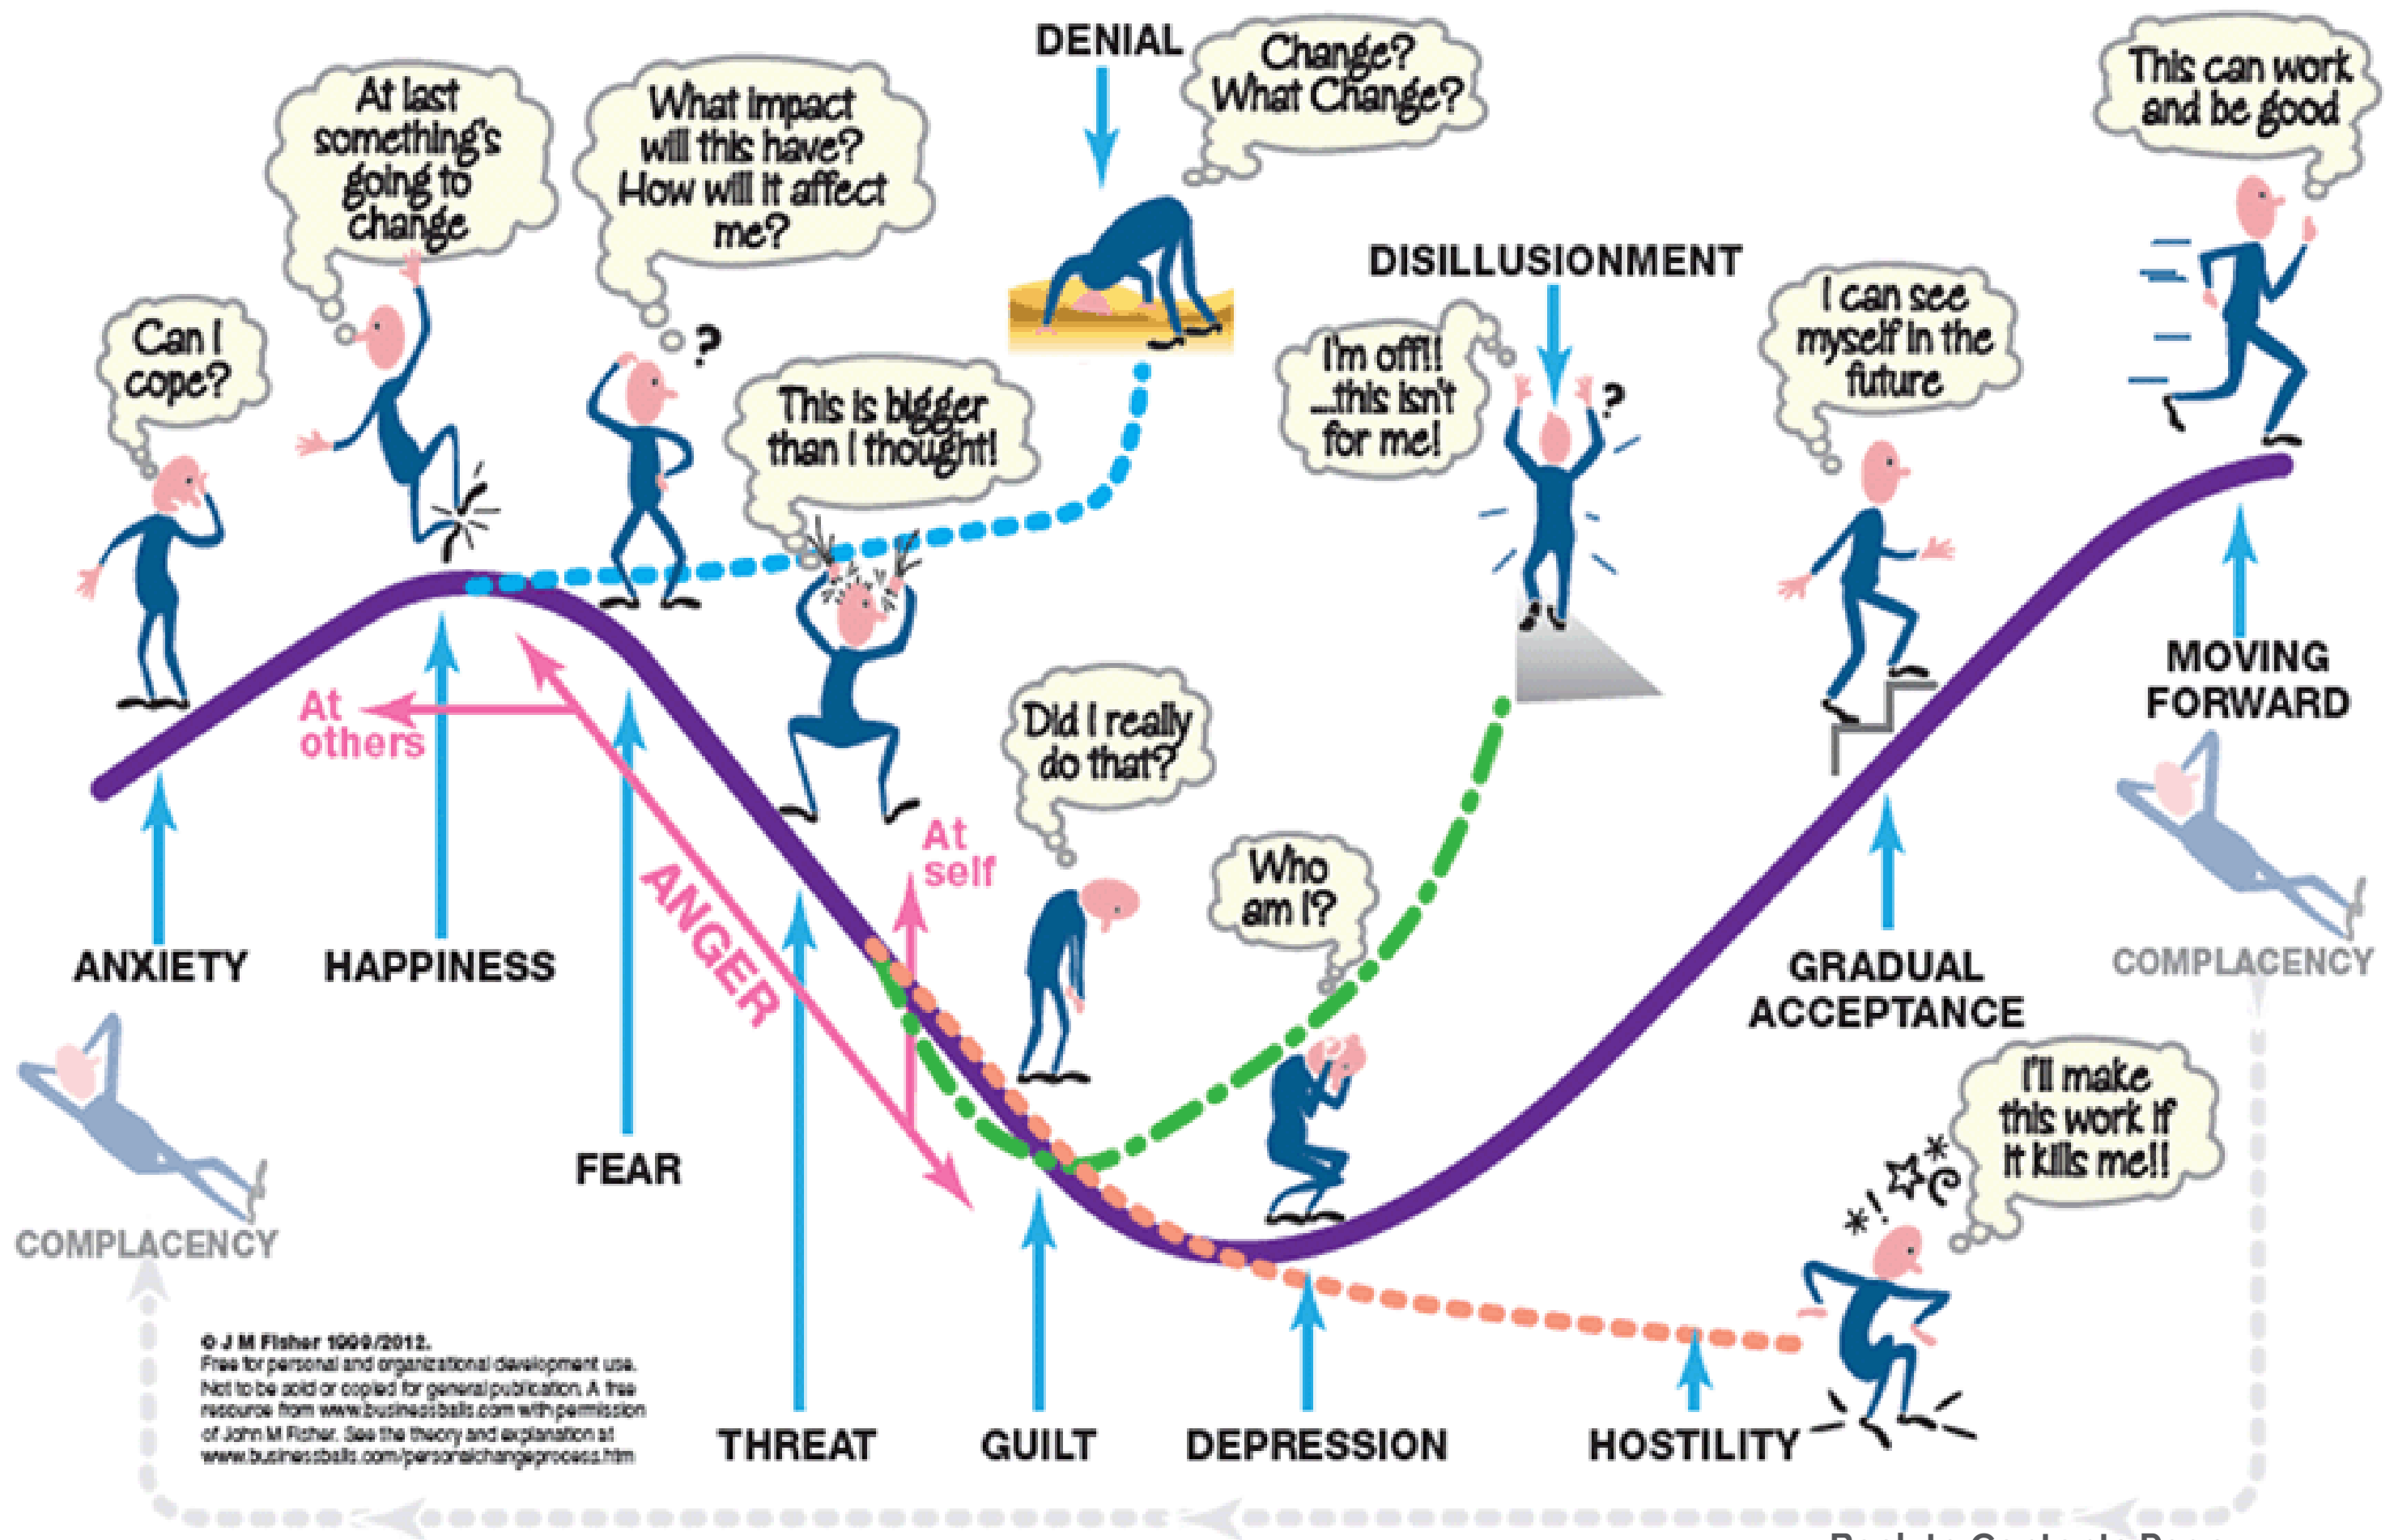 DENIAL
Change?
What Change?
This can work
and be good
At last
something's
going to
change
What impact
will this have?
How will it affect
me?
?
DISILLUSIONMENT
I can see
myself in the
future
Can I
cope?
This is bigger
than I thought!
I'm off!!
....this isn't
for me!
?
MOVING
FORWARD
At
others
Did I really
do that?
At
self
ANGER
Who
am I?
ANXIETY
HAPPINESS
GRADUAL
ACCEPTANCE
COMPLACENCY
I'll make
this work if
it kills me!!
FEAR
COMPLACENCY
*!
*
© J M Fisher 1999/2012.
Free for personal and organizational development use.
Not to be sold or copied for general publication. A free
resource from www.businessballs.com with permission
of John M Fisher. See the theory and explanation at
www.businessballs.com/personalchangeprocess.htm
THREAT
GUILT
DEPRESSION
HOSTILITY